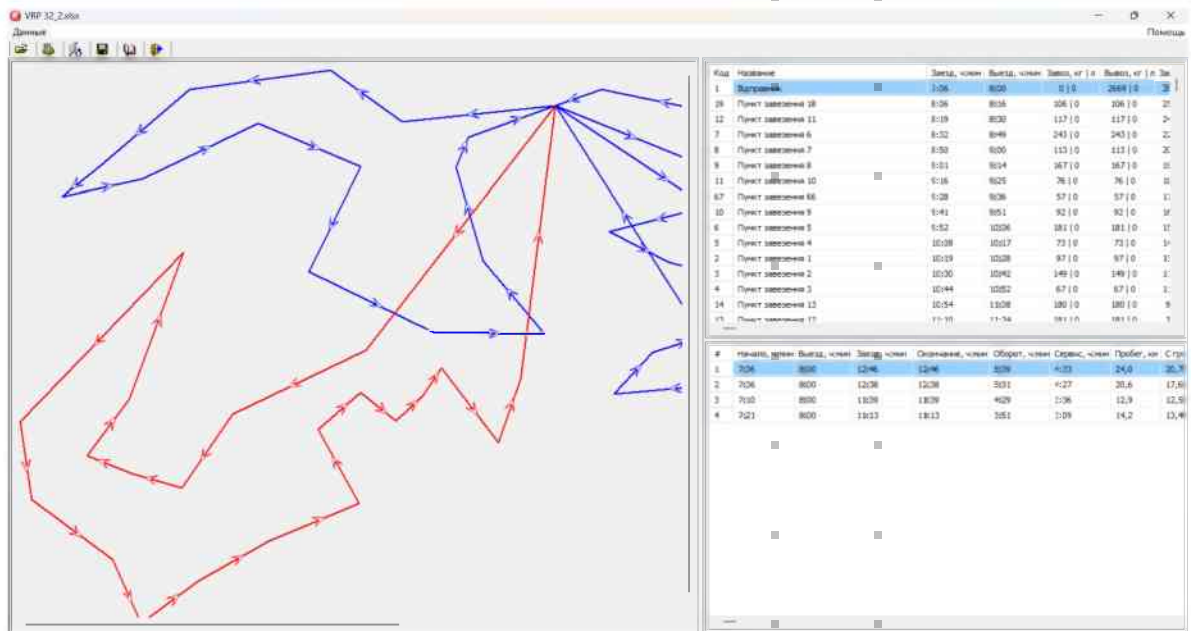 VRP 32_2.xlsx
Данные Помощь
Код Название Заезд, ч:мин Выезд, ч:мин Завоз, кг | л Вывоз, кг | л
1 Відправник 8:00 0 | 0 2669 | 0
Пункт завезення 18 8:06 8:16 106 | 0 106 | 0
12 Пункт завезення 11 8:19 8:30 117 | 0 117 | 0
7 Пункт завезення 6 8:32 8:49 243 | 0 243 | 0
8 Пункт завезення 7 8:50 9:00 113 | 0 113 | 0
9 Пункт завезення 8 9:01 9:14 167 | 0 167 | 0
11 Пункт завезення 10 9:16 9:25 76 | 0 76 | 0
67 Пункт завезення 66 9:28 9:36 57 | 0 57 | 0
10 Пункт завезення 9 9:41 9:51 92 | 0 92 | 0
6 Пункт завезення 5 9:52 10:06 181 | 0 181 | 0
5 Пункт завезення 4 10:08 10:17 73 | 0 73 | 0
2 Пункт завезення 1 10:19 10:28 97 | 0 97 | 0
3 Пункт завезення 2 10:30 10:42 149 | 0 149 | 0
4 Пункт завезення 3 10:44 10:52 67 | 0 67 | 0
14 Пункт завезення 13 10:54 11:08 180 | 0 180 | 0
# Начало, ч:мин Выезд, ч:мин Заезд, ч:мин Окончание, ч:мин Оборот, ч:мин Сервис, ч:мин Пробег, км
1 7:06 8:00 12:46 12:46 5:39 4:33 24,0
2 7:06 8:00 12:38 12:38 5:31 4:27 20,6
3 7:10 8:00 11:39 11:39 4:29 12,9
4 7:21 8:00 11:13 11:13 3:51 14,2